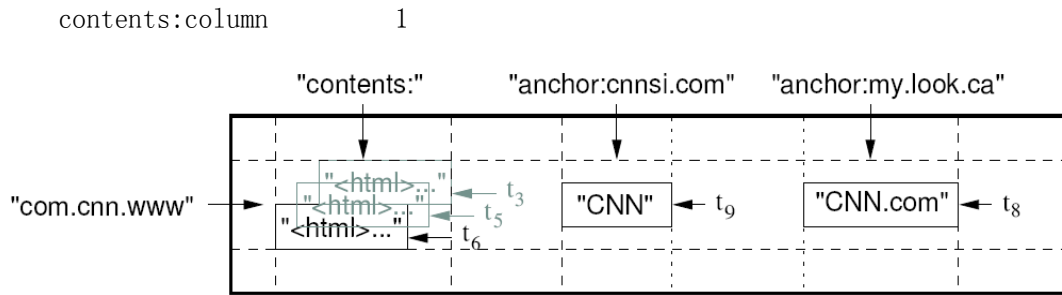 contents:column 1
"contents:" "anchor:cnnsi.com" "anchor:my.look.ca"
"<html>..."
"com.cnn.www" "<html>..." t3 "CNN" t9 "CNN.com" t8
t5
"<html>..." t6